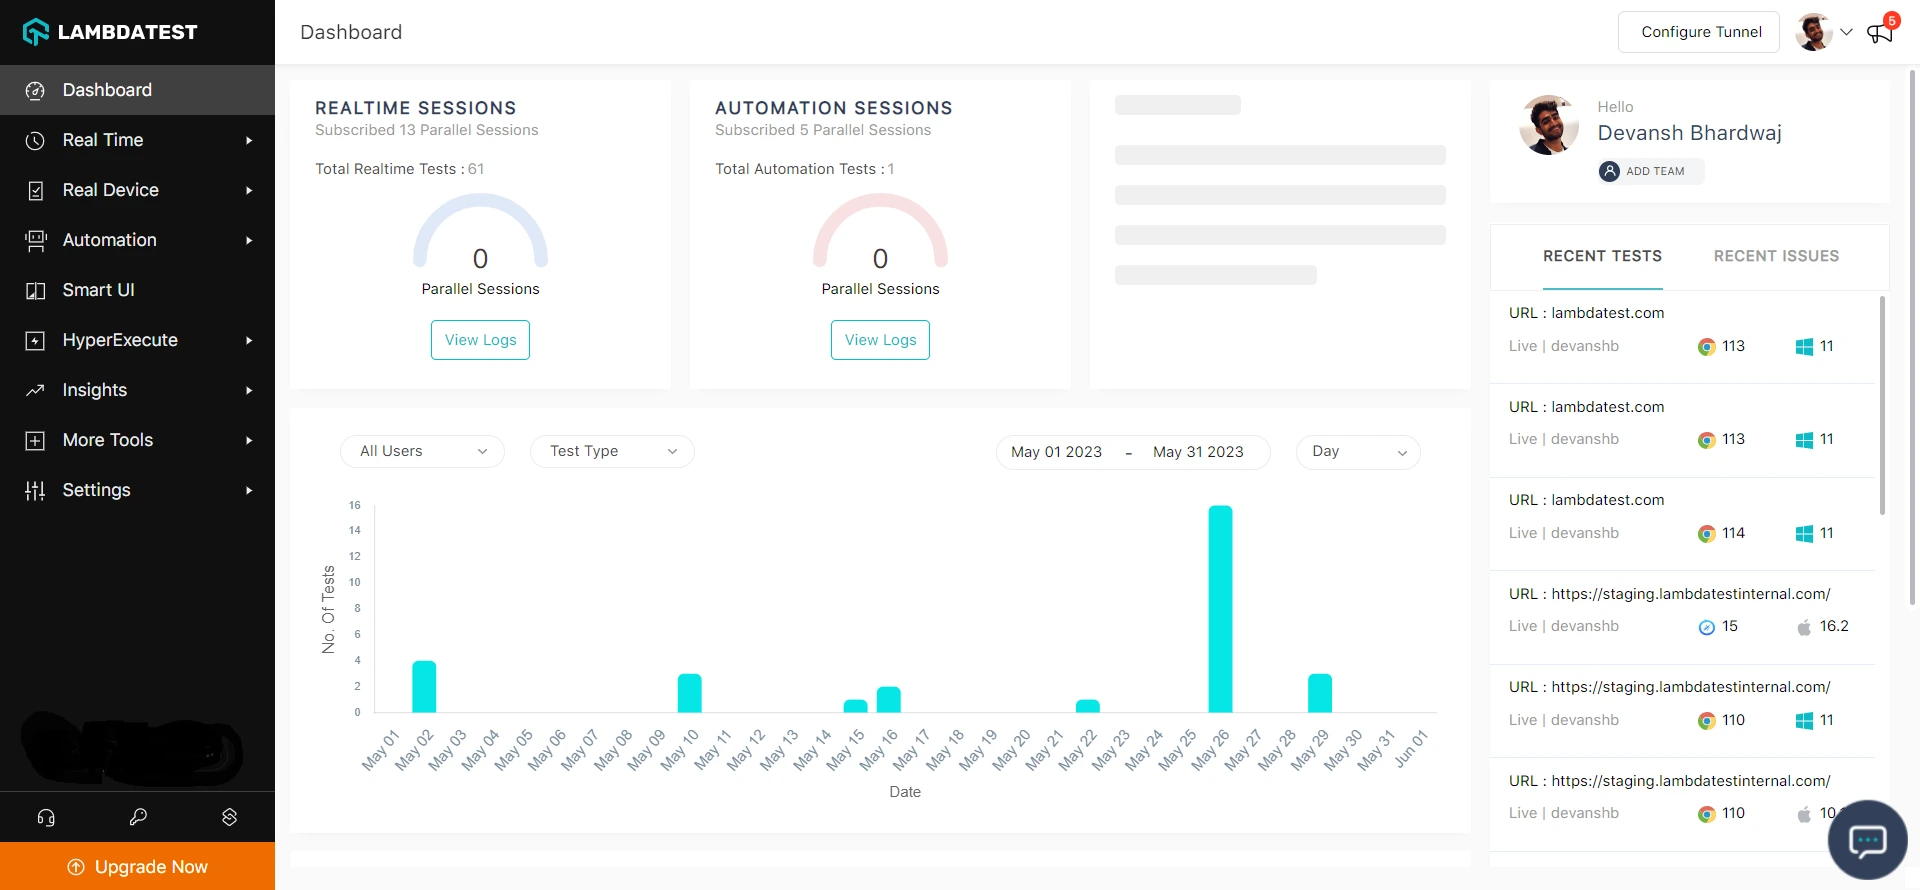 LAMBDATEST
Dashboard
Real Time
Real Device
Automation
Smart UI
HyperExecute
Insights
More Tools
Settings
Upgrade Now
Dashboard
Configure Tunnel
5
REALTIME SESSIONS
Subscribed 13 Parallel Sessions
Total Realtime Tests : 61
0
Parallel Sessions
View Logs
AUTOMATION SESSIONS
Subscribed 5 Parallel Sessions
Total Automation Tests : 1
0
Parallel Sessions
View Logs
Hello
Devansh Bhardwaj
ADD TEAM
All Users
Test Type
May 01 2023 - May 31 2023
Day
No. Of Tests
16
14
12
10
8
6
4
2
0
May 01 May 02 May 03 May 04 May 05 May 06 May 07 May 08 May 09 May 10 May 11 May 12 May 13 May 14 May 15 May 16 May 17 May 18 May 19 May 20 May 21 May 22 May 23 May 24 May 25 May 26 May 27 May 28 May 29 May 30 May 31 Jun 01
Date
RECENT TESTS RECENT ISSUES
URL : lambdatest.com
Live | devanshb 113 11
URL : lambdatest.com
Live | devanshb 113 11
URL : lambdatest.com
Live | devanshb 114 11
URL : https://staging.lambdatestinternal.com/
Live | devanshb 15 16.2
URL : https://staging.lambdatestinternal.com/
Live | devanshb 110 11
URL : https://staging.lambdatestinternal.com/
Live | devanshb 110